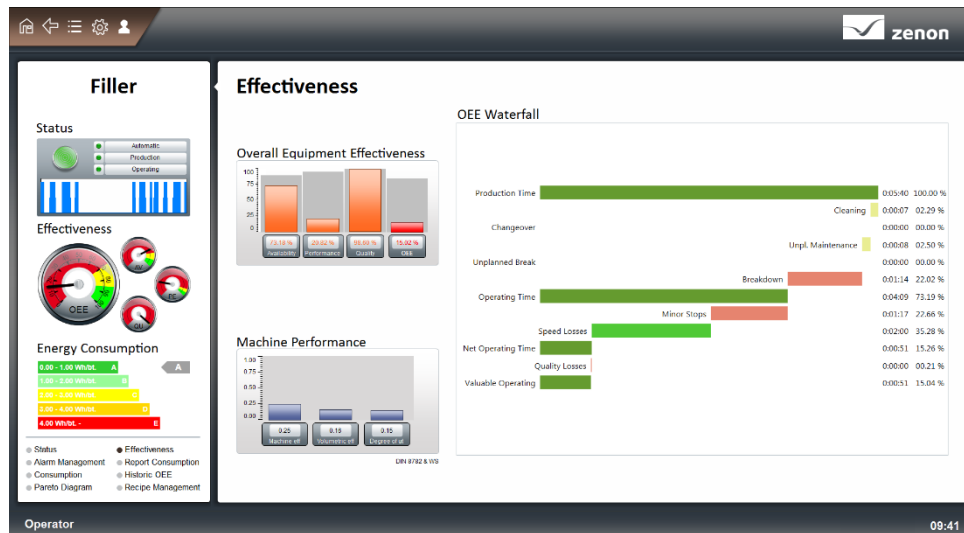 zenon
Filler
Status
Automatic
Production
Operating
Effectiveness
OEE
AV
PE
QU
Energy Consumption
0.00 - 1.00 Wh/bt. A
A
1.00 - 2.00 Wh/bt. B
2.00 - 3.00 Wh/bt. C
3.00 - 4.00 Wh/bt. D
4.00 Wh/bt. - E
Status
Effectiveness
Alarm Management
Report Consumption
Consumption
Historic OEE
Pareto Diagram
Recipe Management
Effectiveness
Overall Equipment Effectiveness
100
75
50
25
0
73.18 % 20.82 % 98.60 % 15.02 %
Availability Performance Quality OEE
Machine Performance
1.00
0.75
0.50
0.25
0.00
0.25 0.15 0.15
Machine eff Volumetric eff Degree of al
DIN 8782 & WS
OEE Waterfall
Production Time 0:05:40 100.00 %
Cleaning 0:00:07 02.29 %
Changeover 0:00:00 00.00 %
Unpl. Maintenance 0:00:08 02.50 %
Unplanned Break 0:00:00 00.00 %
Breakdown 0:01:14 22.02 %
Operating Time 0:04:09 73.19 %
Minor Stops 0:01:17 22.66 %
Speed Losses 0:02:00 35.28 %
Net Operating Time 0:00:51 15.26 %
Quality Losses 0:00:00 00.21 %
Valuable Operating 0:00:51 15.04 %
Operator
09:41